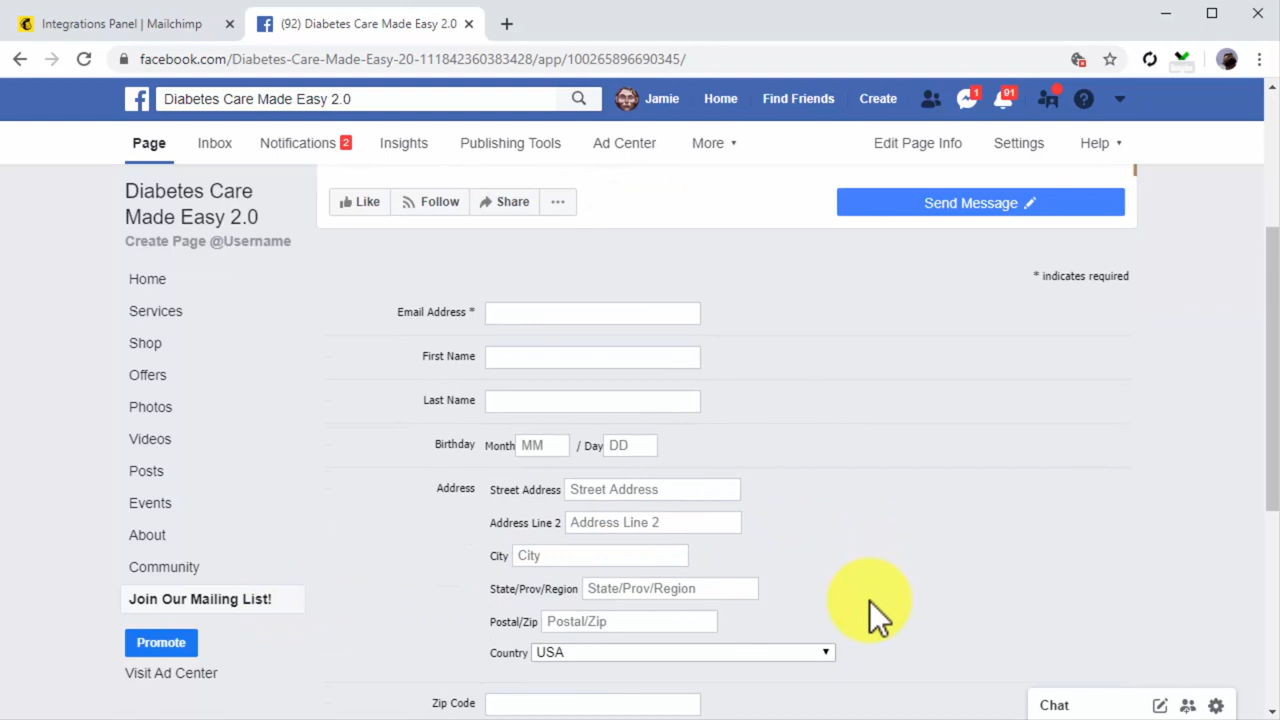 Integrations Panel | Mailchimp
(92) Diabetes Care Made Easy 2.0
facebook.com/Diabetes-Care-Made-Easy-20-111842360383428/app/100265896690345/
Diabetes Care Made Easy 2.0
Jamie
Home
Find Friends
Create
1
91
Page
Inbox
Notifications 2
Insights
Publishing Tools
Ad Center
More
Edit Page Info
Settings
Help
Diabetes Care
Made Easy 2.0
Create Page @Username
Home
Services
Shop
Offers
Photos
Videos
Posts
Events
About
Community
Join Our Mailing List!
Promote
Visit Ad Center
Like
Follow
Share
Send Message
* indicates required
Email Address *
First Name
Last Name
Birthday Month MM / Day DD
Address Street Address Street Address
Address Line 2 Address Line 2
City City
State/Prov/Region State/Prov/Region
Postal/Zip Postal/Zip
Country USA
Zip Code
Chat